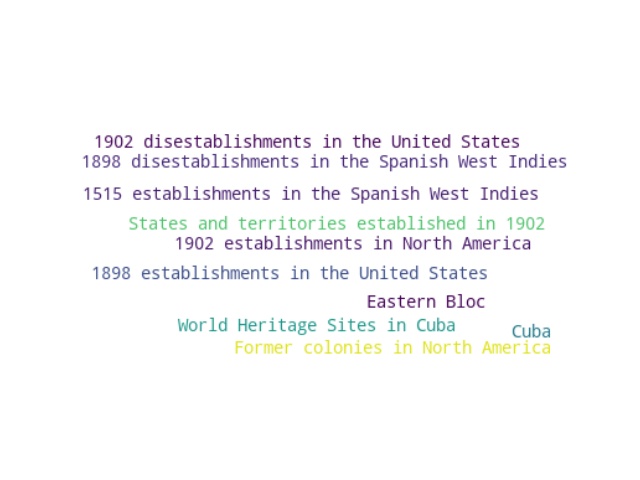 1902 disestablishments in the United States
1898 disestablishments in the Spanish West Indies
1515 establishments in the Spanish West Indies
States and territories established in 1902
1902 establishments in North America
1898 establishments in the United States
Eastern Bloc
World Heritage Sites in Cuba
Cuba
Former colonies in North America